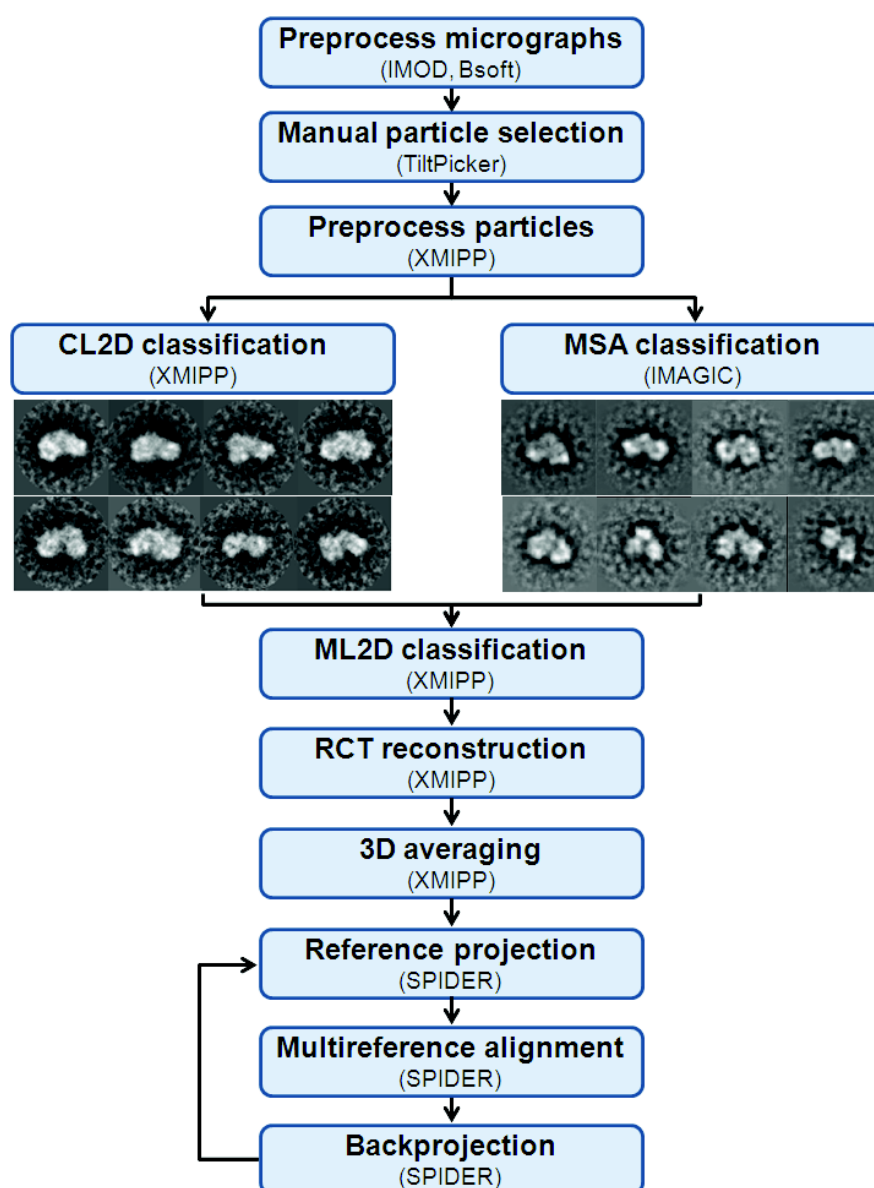 Preprocess micrographs
(IMOD, Bsoft)
Manual particle selection
(TiltPicker)
Preprocess particles
(XMIPP)
CL2D classification
(XMIPP)
MSA classification
(IMAGIC)
ML2D classification
(XMIPP)
RCT reconstruction
(XMIPP)
3D averaging
(XMIPP)
Reference projection
(SPIDER)
Multireference alignment
(SPIDER)
Backprojection
(SPIDER)